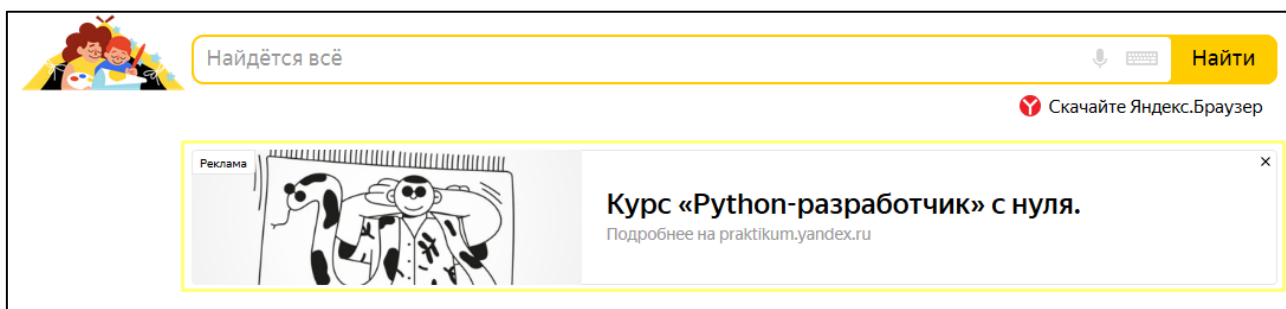 Найдётся всё
Найти
Скачайте Яндекс.Браузер
Реклама
Курс «Python-разработчик» с нуля.
Подробнее на praktikum.yandex.ru